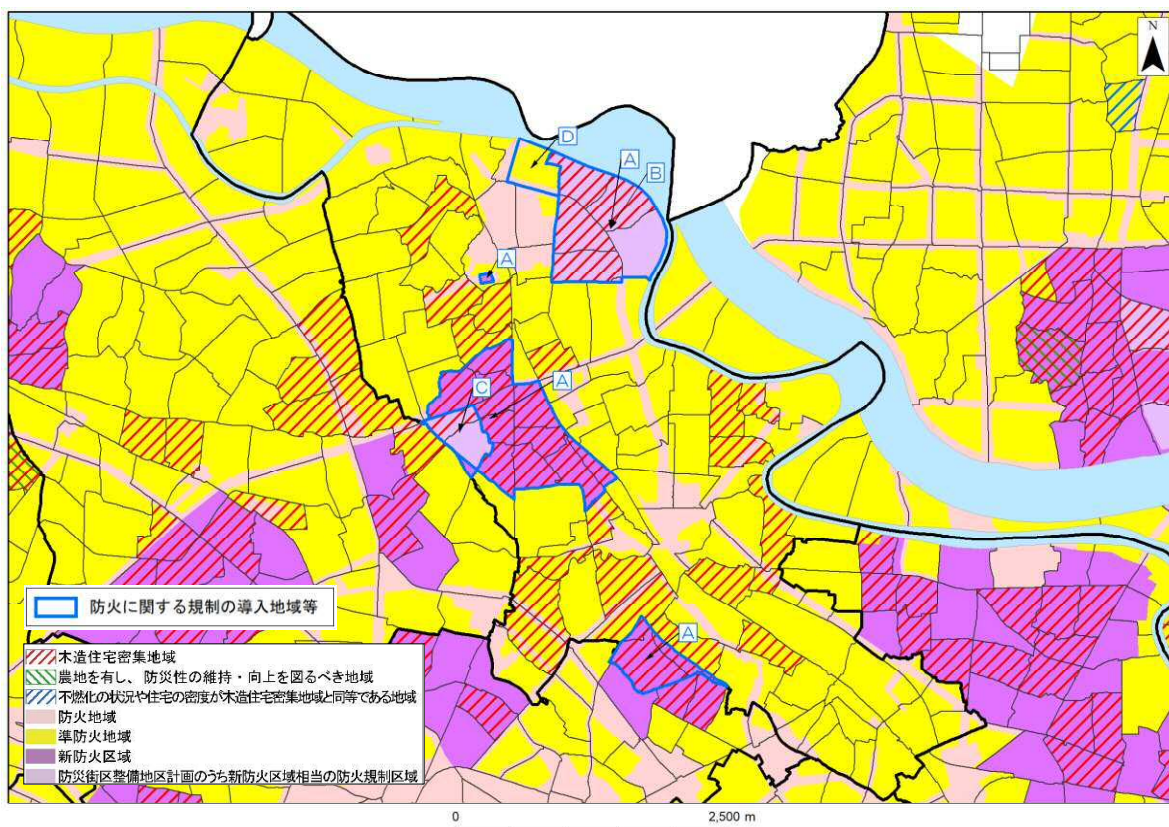 N
D
A
B
A
C
A
A
防火に関する規制の導入地域等
木造住宅密集地域
農地を有し、防災性の維持・向上を図るべき地域
不燃化の状況や住宅の密度が木造住宅密集地域と同等である地域
防火地域
準防火地域
新防火区域
防災街区整備地区計画のうち新防火区域相当の防火規制区域
0 2,500 m